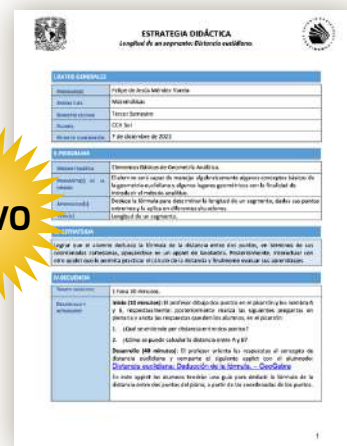 ESTRATEGIA DIDÁCTICA
Longitud de un segmento: Distancia euclidiana.
I. DATOS GENERALES
PROFESOR(A) Felipe de Jesús Méndez Varela
ASIGNATURA Matemáticas
SEMESTRE ESCOLAR Tercer Semestre
PLANTEL CCH Sur
FECHA DE ELABORACIÓN 7 de diciembre de 2021
II. PROGRAMA
UNIDAD TEMÁTICA Elementos Básicos de Geometría Analítica.
PROPÓSITO(S) DE LA El alumno será capaz de manejar algebraicamente algunos conceptos básicos de
UNIDAD la geometría euclidiana y algunos lugares geométricos con la finalidad de
introducir el método analítico.
APRENDIZAJE(S) Deduce la fórmula para determinar la longitud de un segmento, dados sus puntos
extremos y la aplica en diferentes situaciones.
Longitud de un segmento.
VO
ESTRATEGIA
Lograr que el alumno deduzca la fórmula de la distancia entre dos puntos, en términos de sus
coordenadas cartesianas, apoyándose en un applet de GeoGebra. Posteriormente, interactuar con
otro applet que le permita practicar el cálculo de la distancia y finalmente evaluar sus aprendizajes.
IV. SECUENCIA
TIEMPO DIDÁCTICO 1 hora 20 minutos.
DESARROLLO Y Inicio (10 minutos): El profesor dibuja dos puntos en el pizarrón y los nombra A
ACTIVIDADES y B, respectivamente; posteriormente realiza las siguientes preguntas en
plenaria y anota las respuestas que den los alumnos, en el pizarrón:
1. ¿Qué se entiende por distancia entre dos puntos?
2. ¿Cómo se puede calcular la distancia entre A y B?
Desarrollo (40 minutos): El profesor orienta las respuestas al concepto de
distancia euclidiana y comparte el siguiente applet con el alumnado:
Distancia euclidiana: Deducción de la fórmula. – GeoGebra
En este applet los alumnos tendrán una guía para deducir la fórmula de la
distancia entre dos puntos del plano, a partir de las coordenadas de los puntos.
1